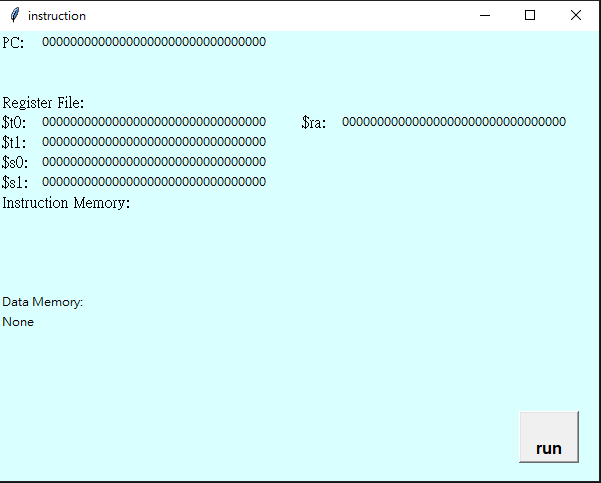 instruction
PC: 00000000000000000000000000000000
Register File:
$t0: 00000000000000000000000000000000 $ra: 00000000000000000000000000000000
$t1: 00000000000000000000000000000000
$s0: 00000000000000000000000000000000
$s1: 00000000000000000000000000000000
Instruction Memory:
Data Memory:
None
run